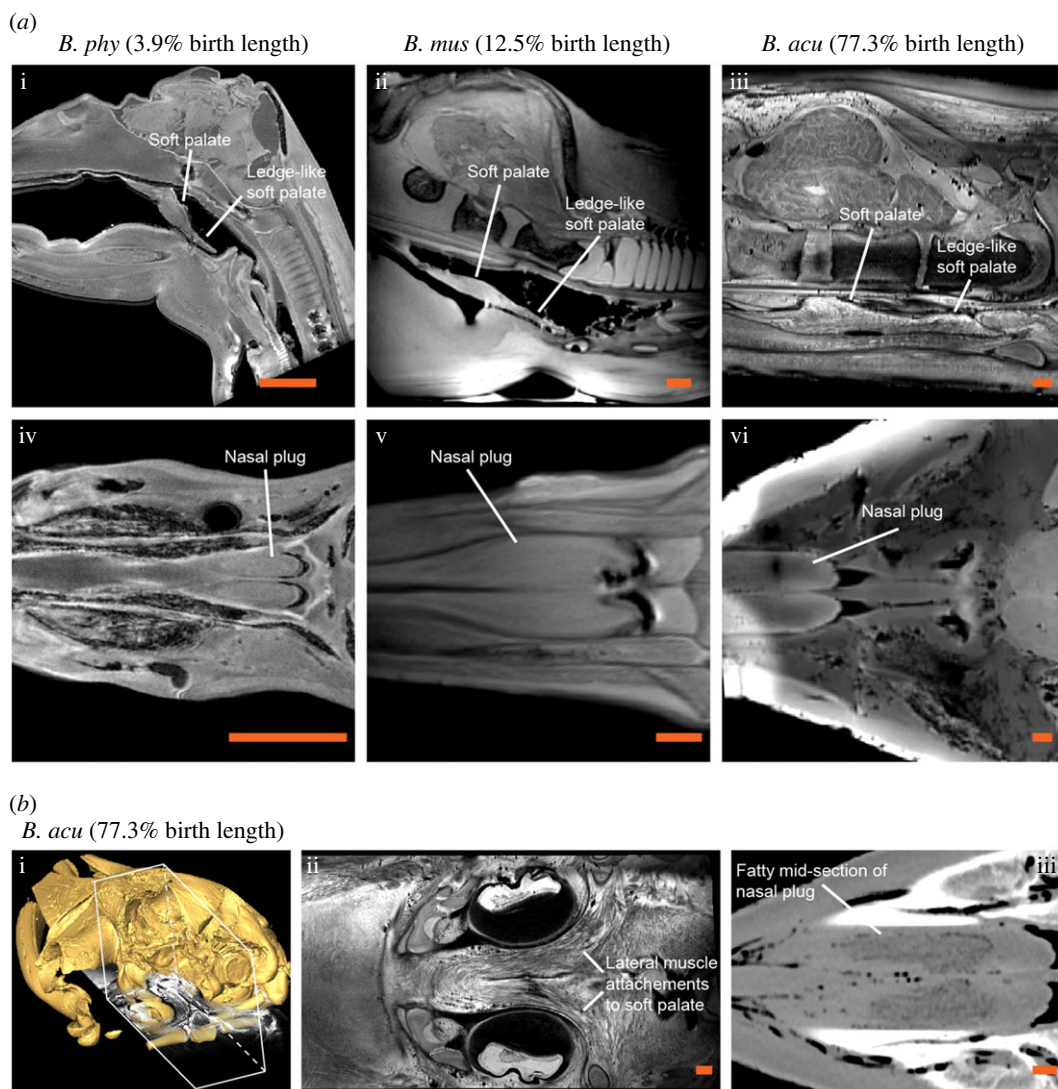 (a)
B. phy (3.9% birth length)
B. mus (12.5% birth length)
B. acu (77.3% birth length)
i
Soft palate
Ledge-like
soft palate
ii
Soft palate
Ledge-like
soft palate
iii
Soft palate
Ledge-like
soft palate
iv
Nasal plug
v
Nasal plug
vi
Nasal plug
(b)
B. acu (77.3% birth length)
i
ii
Lateral muscle
attachements
to soft palate
iii
Fatty mid-section of
nasal plug